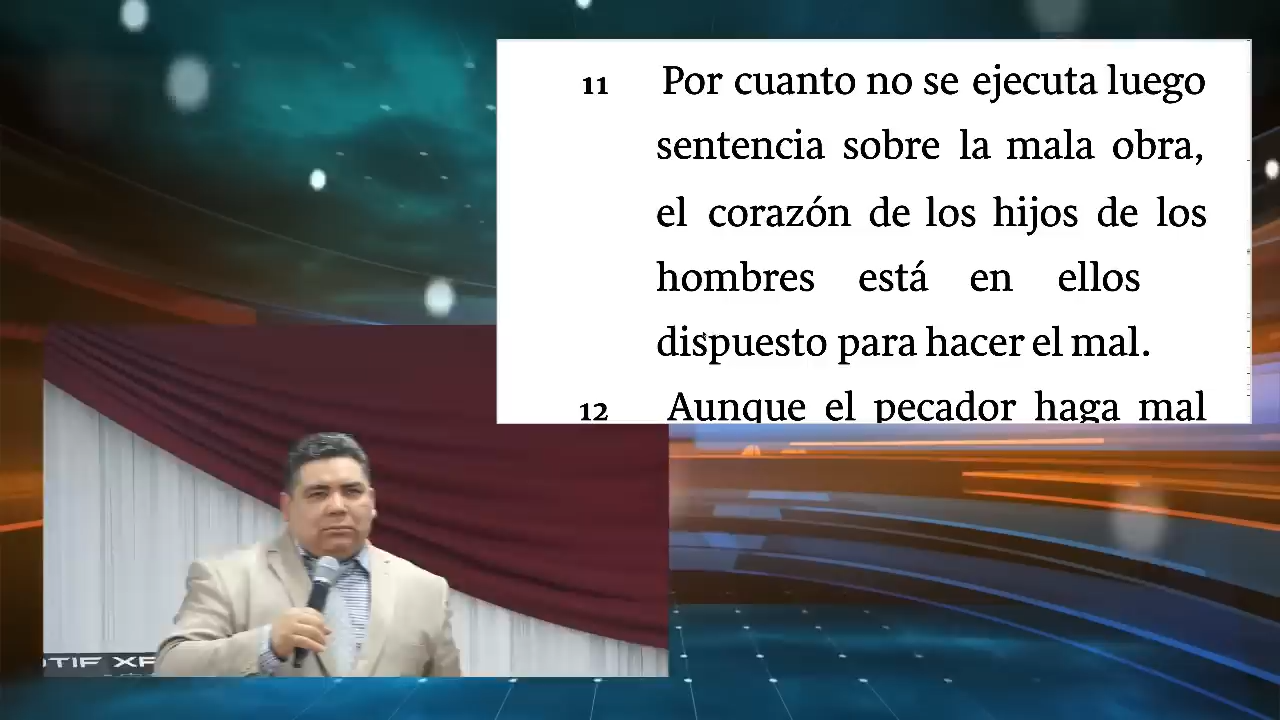 11 Por cuanto no se ejecuta luego
sentencia sobre la mala obra,
el corazón de los hijos de los
hombres está en ellos
dispuesto para hacer el mal.
12 Aunque el pecador haga mal